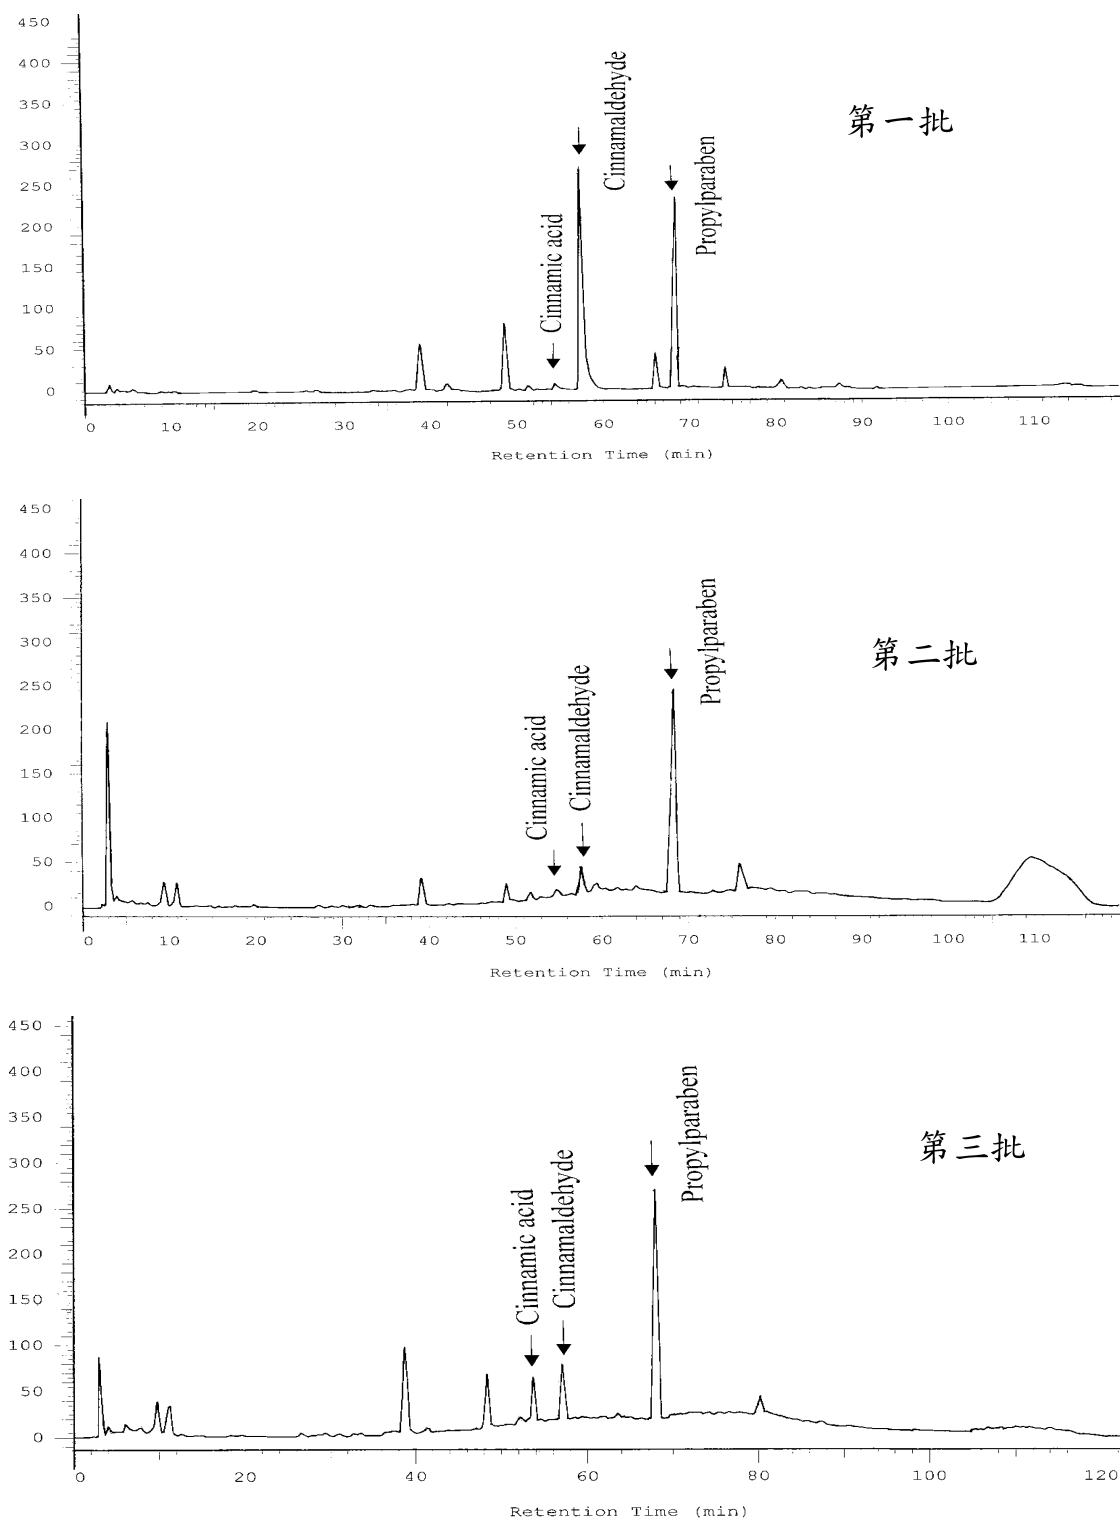 450
400
350
300
250
200
150
100
50
0
Cinnamic acid
Cinnamaldehyde
Propylparaben
第一批
0 10 20 30 40 50 60 70 80 90 100 110
Retention Time (min)
450
400
350
300
250
200
150
100
50
0
Cinnamic acid
Cinnamaldehyde
Propylparaben
第二批
0 10 20 30 40 50 60 70 80 90 100 110
Retention Time (min)
450
400
350
300
250
200
150
100
50
0
Cinnamic acid
Cinnamaldehyde
Propylparaben
第三批
0 20 40 60 80 100 120
Retention Time (min)